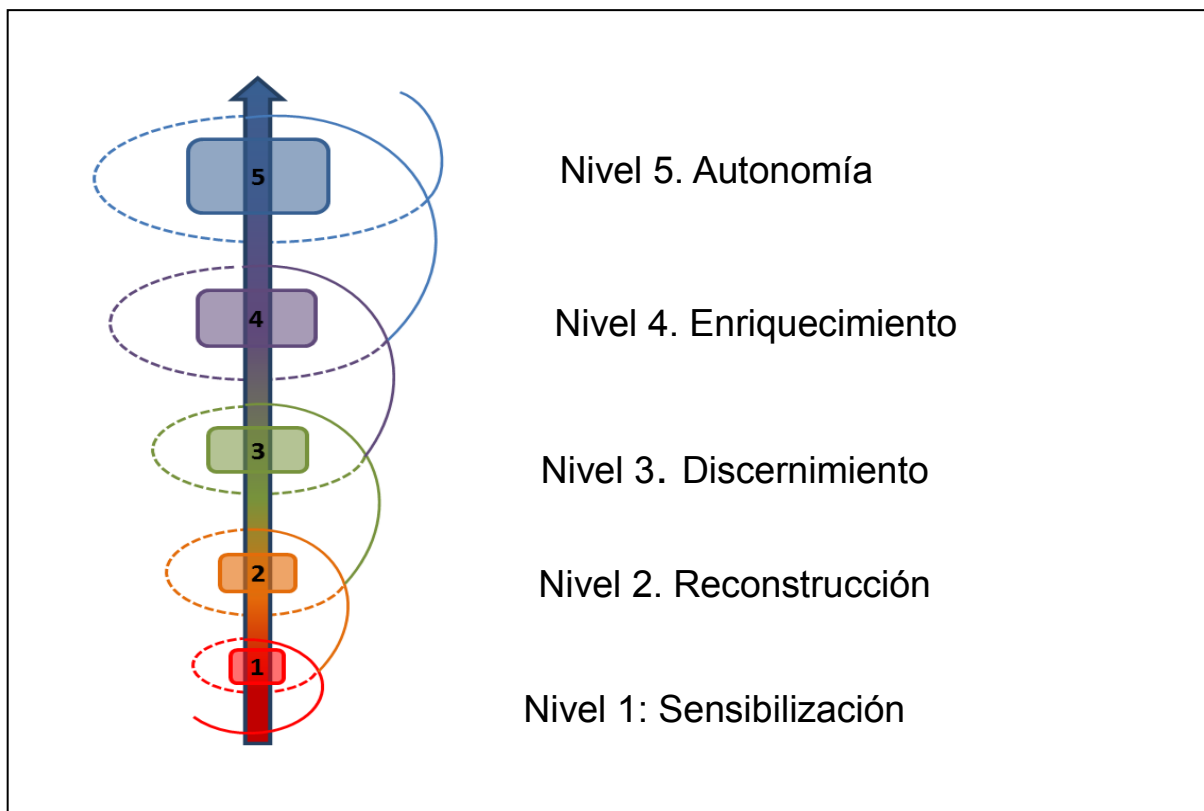 5
Nivel 5. Autonomía
4
Nivel 4. Enriquecimiento
3
Nivel 3. Discernimiento
2
Nivel 2. Reconstrucción
1
Nivel 1: Sensibilización